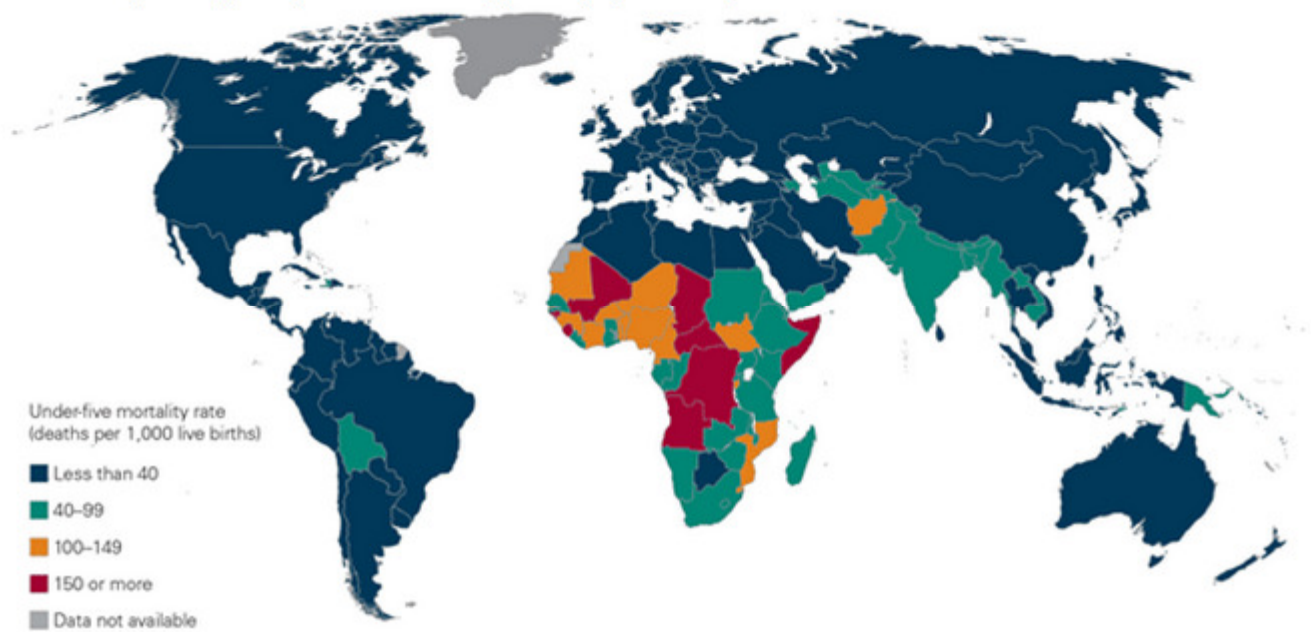 Under-five mortality rate
(deaths per 1,000 live births)
Less than 40
40–99
100–149
150 or more
Data not available